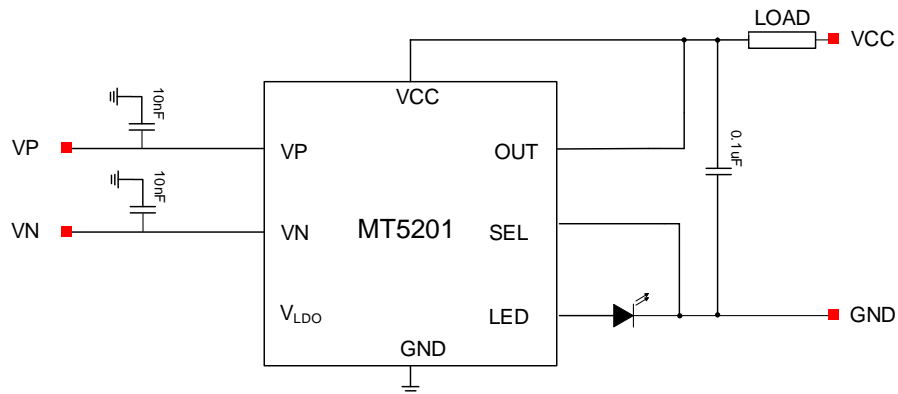 LOAD
VCC
VCC
10nF
VP
VP
OUT
0.1uF
10nF
VN
VN
MT5201
SEL
VLDO
LED
GND
GND